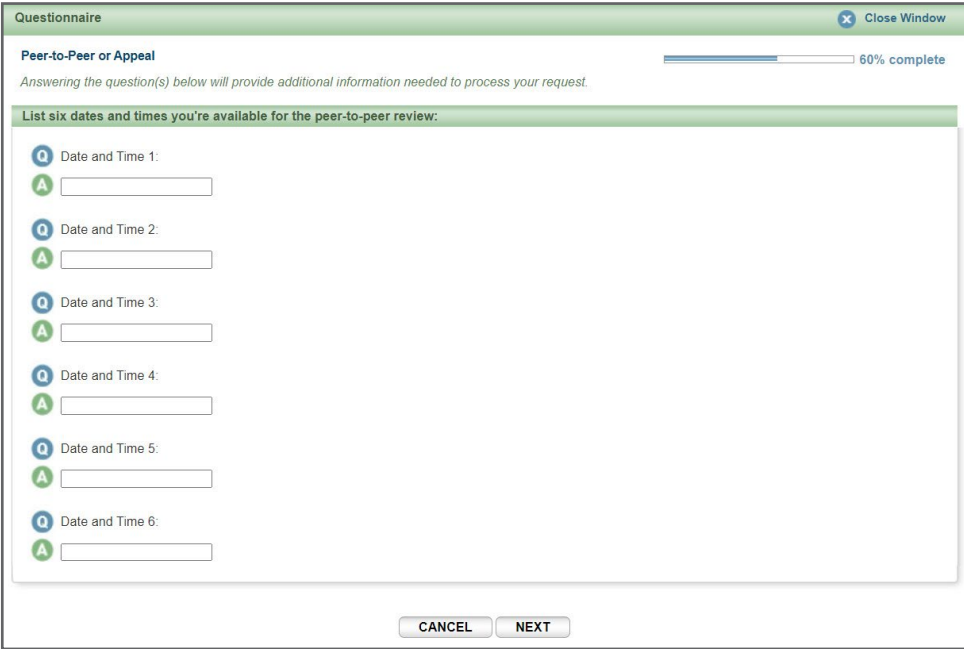 Questionnaire
Close Window
Peer-to-Peer or Appeal
60% complete
Answering the question(s) below will provide additional information needed to process your request.
List six dates and times you're available for the peer-to-peer review:
Q Date and Time 1:
A
Q Date and Time 2:
A
Q Date and Time 3:
A
Q Date and Time 4:
A
Q Date and Time 5:
A
Q Date and Time 6:
A
CANCEL NEXT